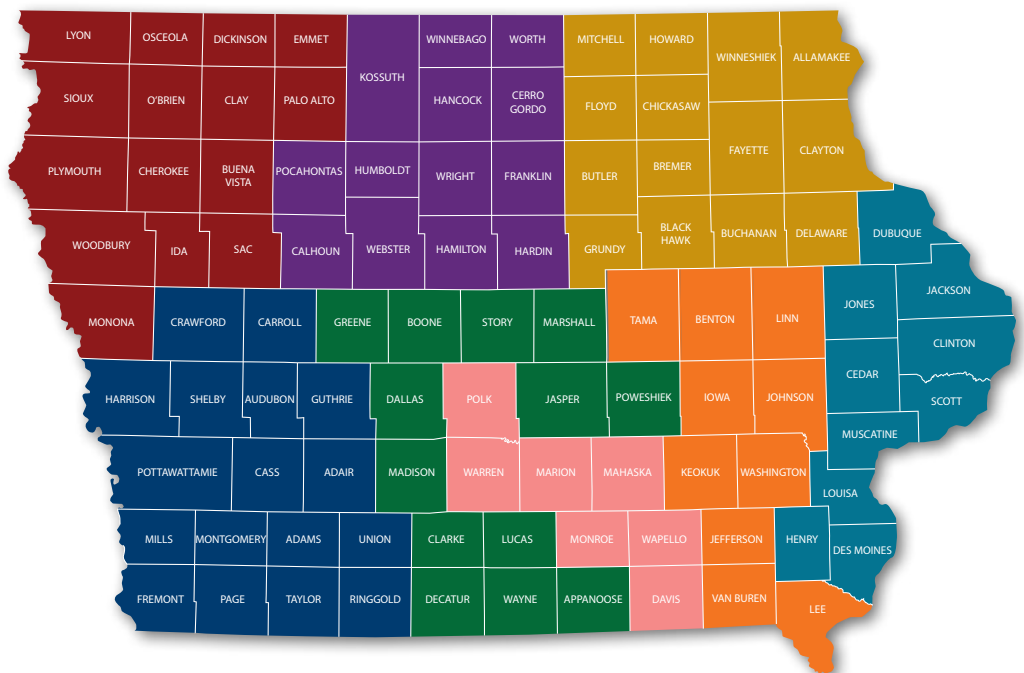 LYON
OSCEOLA
DICKINSON
EMMET
KOSSUTH
WINNEBAGO
WORTH
MITCHELL
HOWARD
WINNESHIEK
ALLAMAKEE
SIOUX
O'BRIEN
CLAY
PALO ALTO
HANCOCK
CERRO
GORDO
FLOYD
CHICKASAW
PLYMOUTH
CHEROKEE
BUENA
VISTA
POCAHONTAS
HUMBOLDT
WRIGHT
FRANKLIN
BUTLER
BREMER
FAYETTE
CLAYTON
WOODBURY
IDA
SAC
CALHOUN
WEBSTER
HAMILTON
HARDIN
GRUNDY
BLACK
HAWK
BUCHANAN
DELAWARE
DUBUQUE
MONONA
CRAWFORD
CARROLL
GREENE
BOONE
STORY
MARSHALL
TAMA
BENTON
LINN
JONES
JACKSON
CLINTON
HARRISON
SHELBY
AUDUBON
GUTHRIE
DALLAS
POLK
JASPER
POWESHIEK
IOWA
JOHNSON
CEDAR
SCOTT
MUSCATINE
POTTAWATTAMIE
CASS
ADAIR
MADISON
WARREN
MARION
MAHASKA
KEOKUK
WASHINGTON
LOUISA
MILLS
MONTGOMERY
ADAMS
UNION
CLARKE
LUCAS
MONROE
WAPELLO
JEFFERSON
HENRY
DES MOINES
FREMONT
PAGE
TAYLOR
RINGGOLD
DECATUR
WAYNE
APPANOOSE
DAVIS
VAN BUREN
LEE